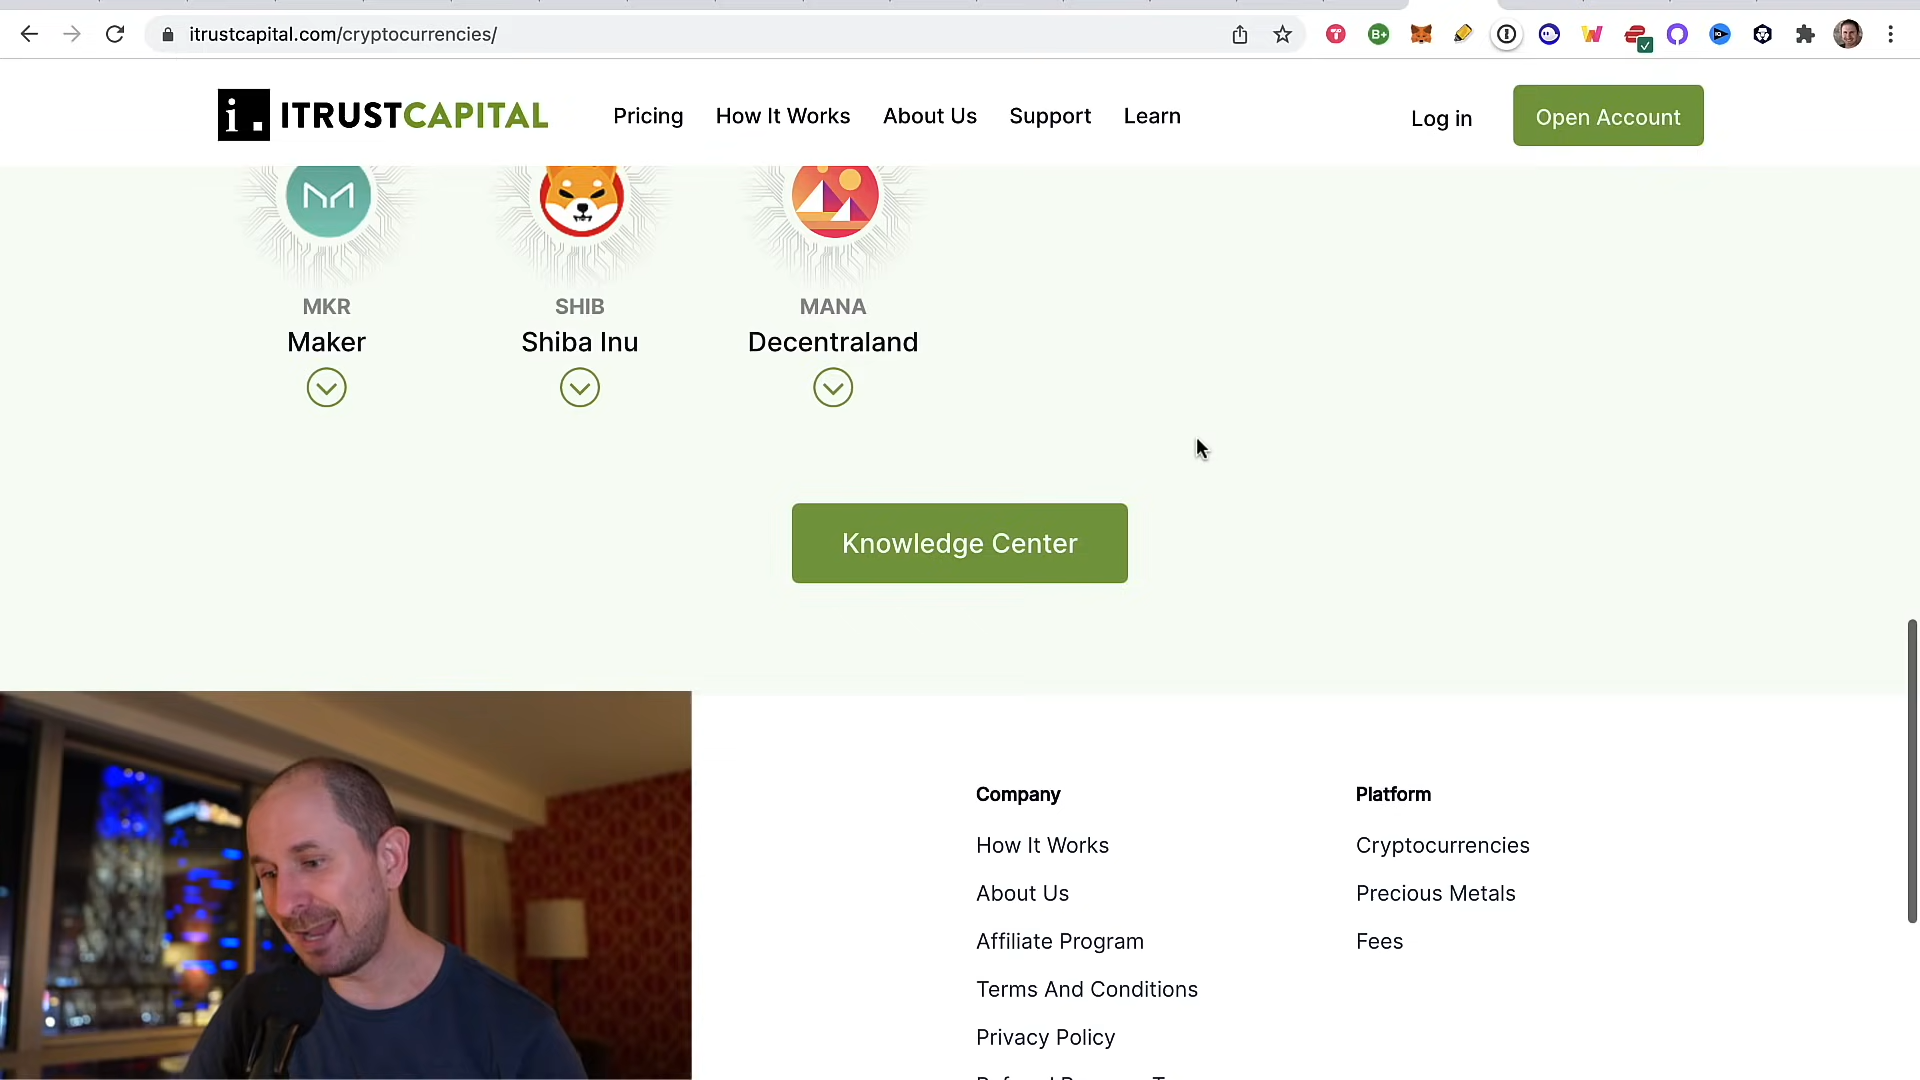 itrustcapital.com/cryptocurrencies/
i. ITRUSTCAPITAL
Pricing How It Works About Us Support Learn
Log in
Open Account
MKR SHIB MANA
Maker Shiba Inu Decentraland
Knowledge Center
Company Platform
How It Works Cryptocurrencies
About Us Precious Metals
Affiliate Program Fees
Terms And Conditions
Privacy Policy